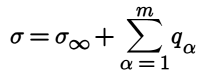 σ = σ∞ + ∑_{α = 1}^{m} q_α